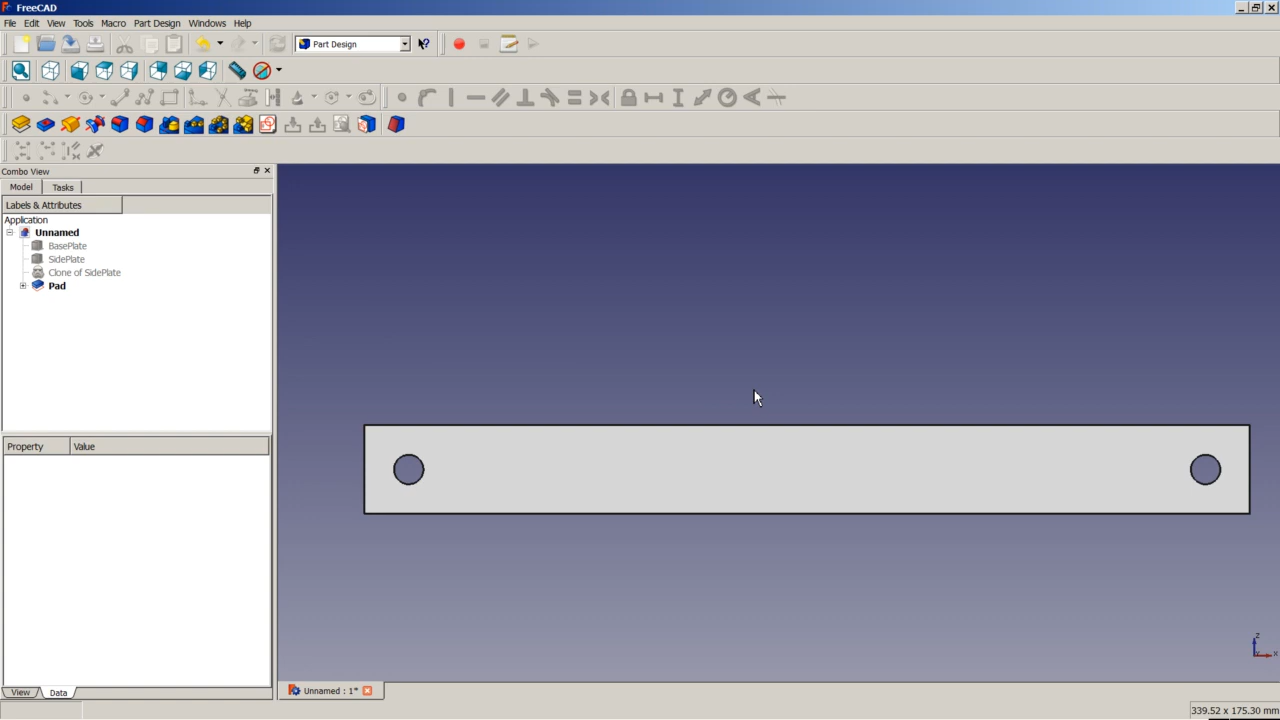 FreeCAD
File Edit View Tools Macro Part Design Windows Help
Part Design
Combo View
Model Tasks
Labels & Attributes
Application
Unnamed
BasePlate
SidePlate
Clone of SidePlate
Pad
Property Value
View Data
Unnamed : 1*
z
x
339.52 x 175.30 mm